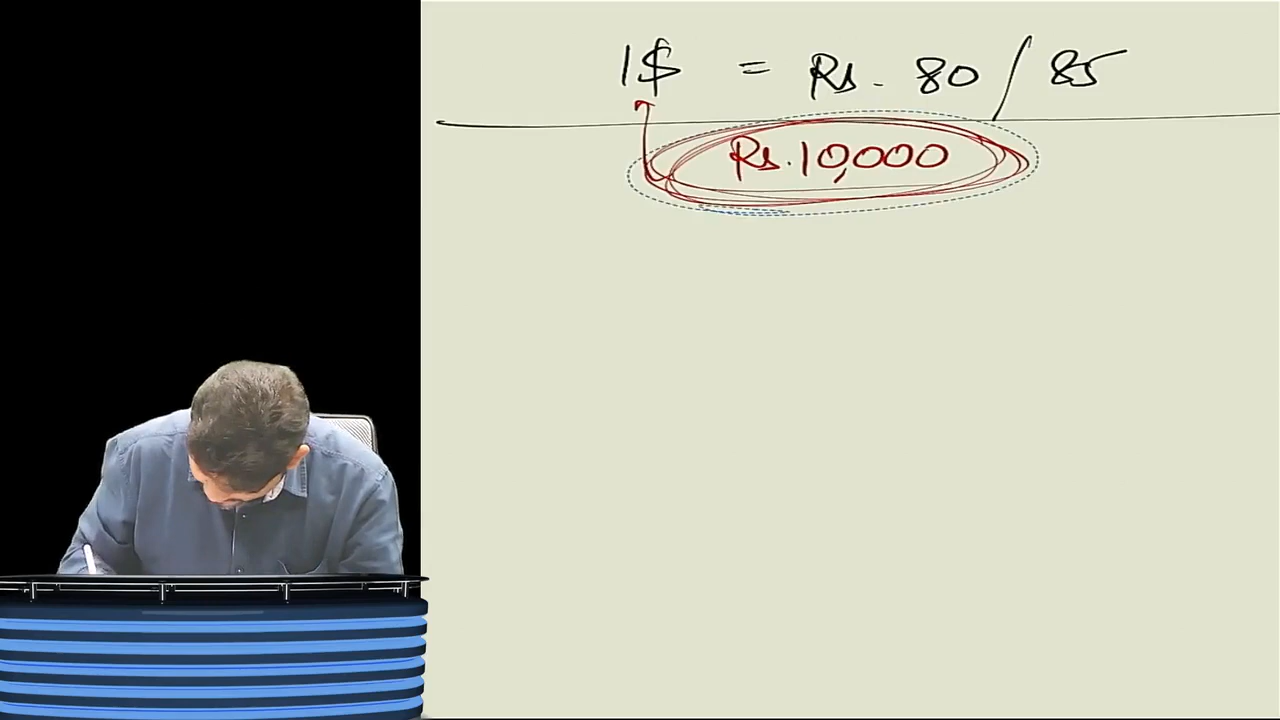 1$ = Rs. 80 / 85
Rs. 10,000